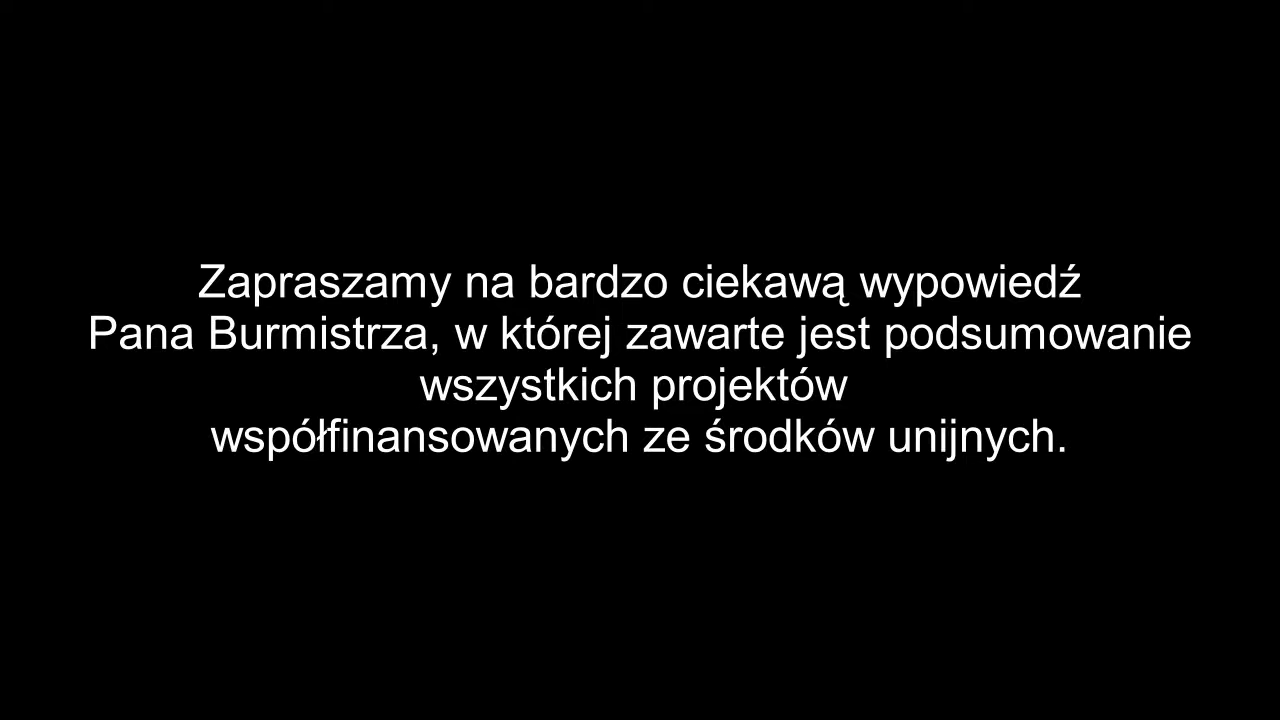 Zapraszamy na bardzo ciekawą wypowiedź
Pana Burmistrza, w której zawarte jest podsumowanie
wszystkich projektów
współfinansowanych ze środków unijnych.